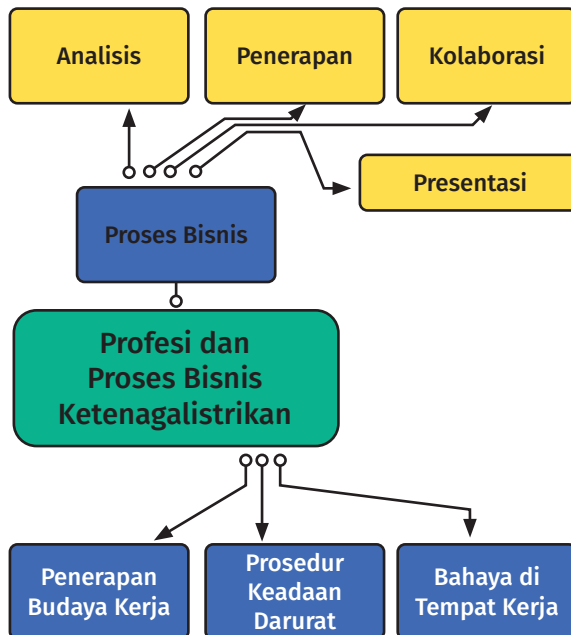 Analisis
Penerapan
Kolaborasi
Presentasi
Proses Bisnis
Profesi dan
Proses Bisnis
Ketenagalistrikan
Penerapan
Budaya Kerja
Prosedur
Keadaan
Darurat
Bahaya di
Tempat Kerja